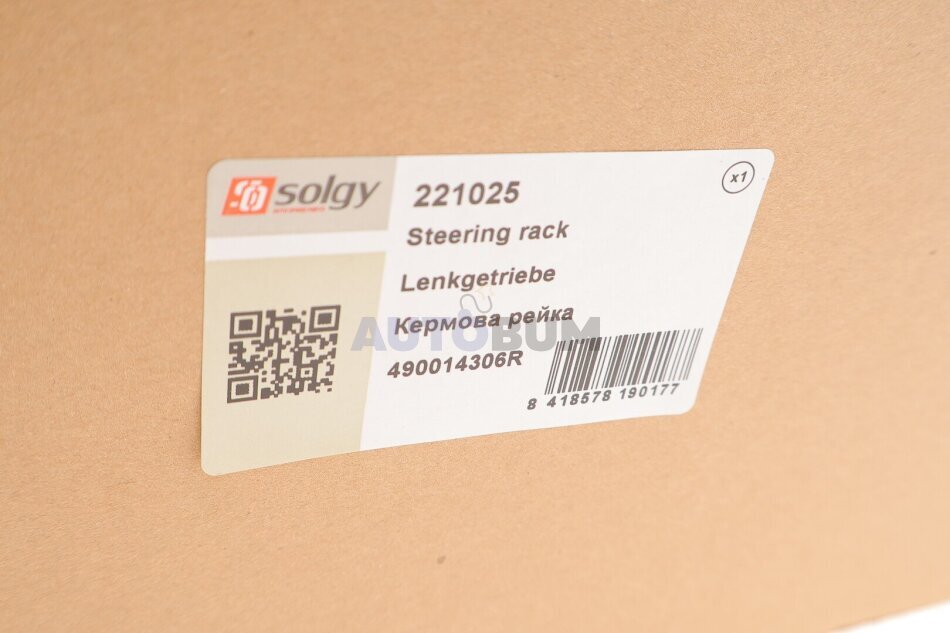 solgy
221025
x1
Steering rack
Lenkgetriebe
Кермова рейка
AUTOBUM
490014306R
8 418578 190177